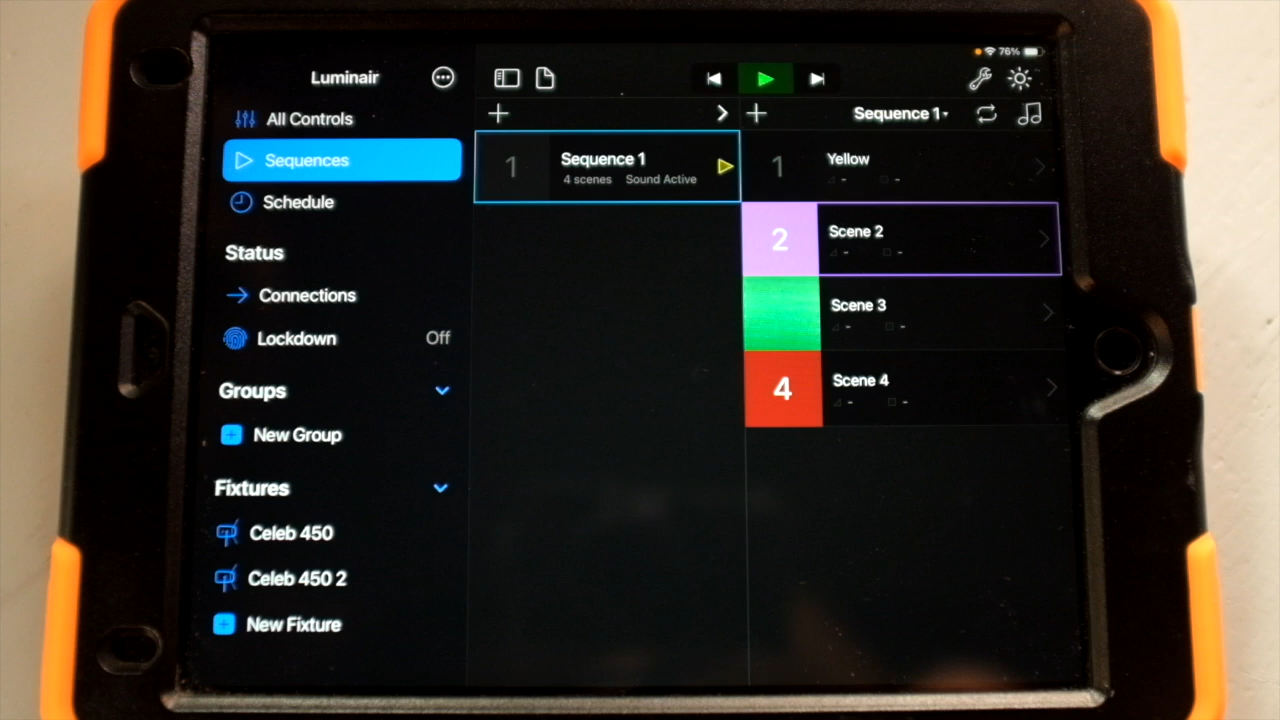 76%
Luminair
All Controls
Sequences
Schedule
Status
Connections
Lockdown Off
Groups
New Group
Fixtures
Celeb 450
Celeb 450 2
New Fixture
1 Sequence 1
4 scenes Sound Active
Sequence 1
1 Yellow
- -
2 Scene 2
- -
Scene 3
- -
4 Scene 4
- -